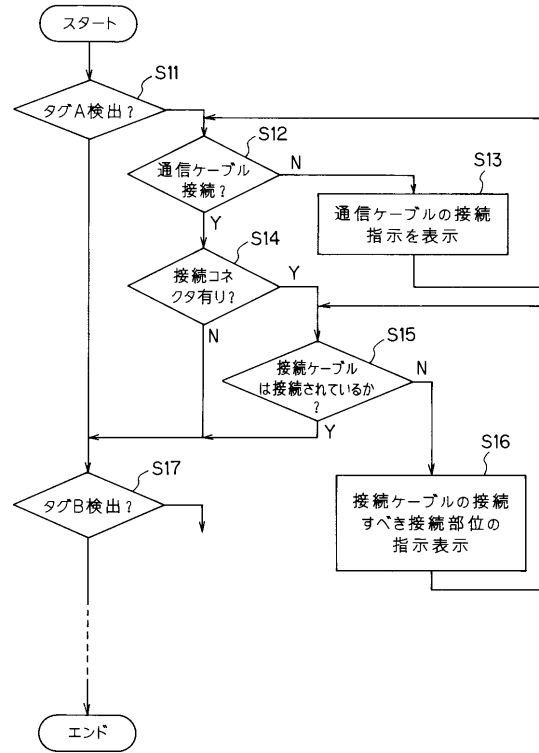 スタート
S11
タグA検出?
S12
通信ケーブル
接続?
N
Y
S13
通信ケーブルの接続
指示を表示
S14
接続コネ
クタ有り?
Y
N
S15
接続ケーブル
は接続されているか
?
N
Y
S16
接続ケーブルの接続
すべき接続部位の
指示表示
S17
タグB検出?
エンド